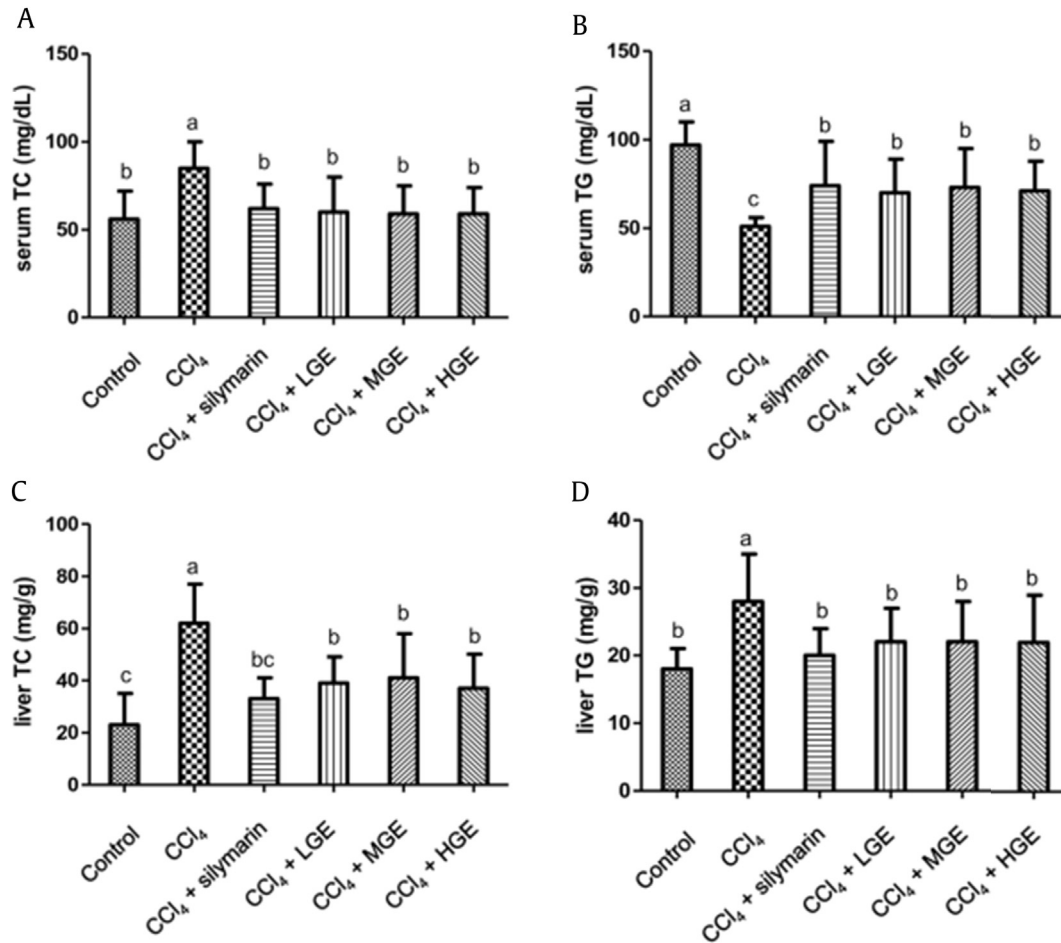 A
serum TC (mg/dL)
150
100
50
0
b
a
b
b
b
b
Control
CCl₄
CCl₄ + silymarin
CCl₄ + LGE
CCl₄ + MGE
CCl₄ + HGE
B
serum TG (mg/dL)
150
100
50
0
a
c
b
b
b
b
Control
CCl₄
CCl₄ + silymarin
CCl₄ + LGE
CCl₄ + MGE
CCl₄ + HGE
C
liver TC (mg/g)
100
80
60
40
20
0
c
a
bc
b
b
b
Control
CCl₄
CCl₄ + silymarin
CCl₄ + LGE
CCl₄ + MGE
CCl₄ + HGE
D
liver TG (mg/g)
40
30
20
10
0
b
a
b
b
b
b
Control
CCl₄
CCl₄ + silymarin
CCl₄ + LGE
CCl₄ + MGE
CCl₄ + HGE